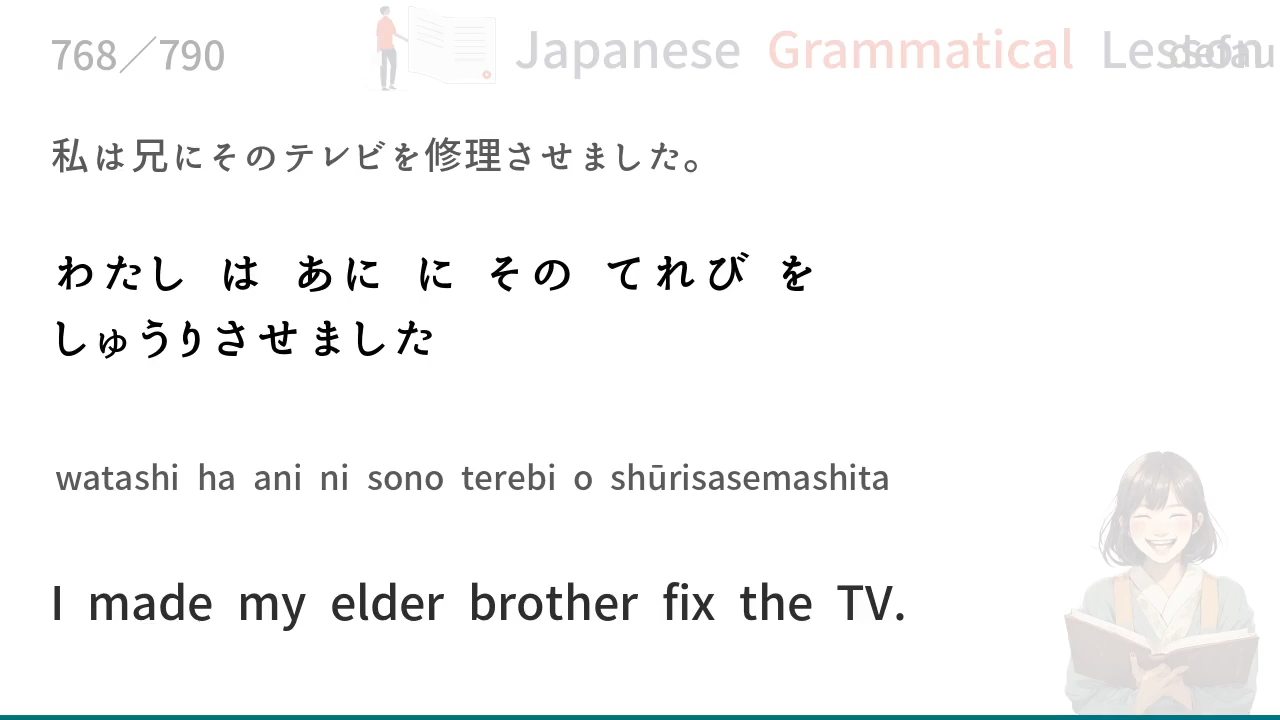 768／790
Japanese Grammatical Lesson
defau
私は兄にそのテレビを修理させました。
わたし は あに に その てれび を
しゅうりさせました
watashi ha ani ni sono terebi o shūrisasemashita
I made my elder brother fix the TV.